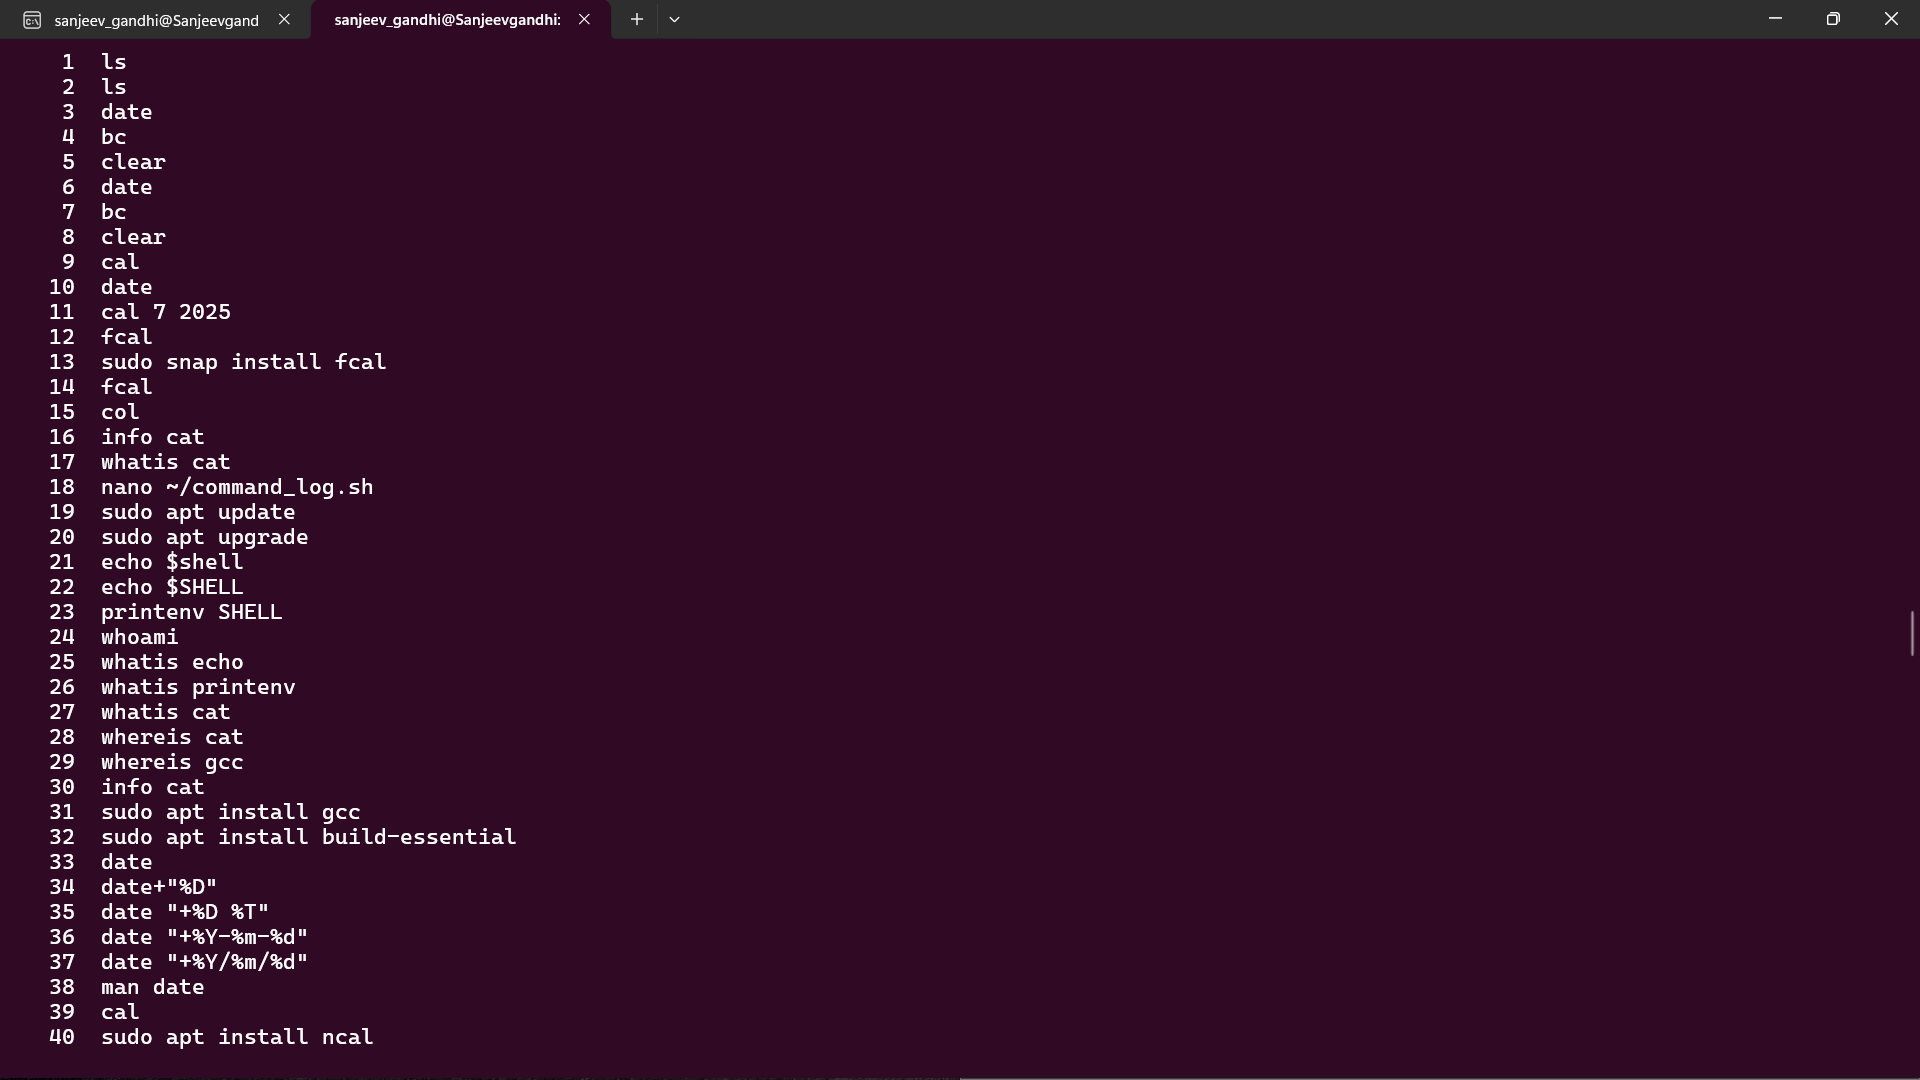 sanjeev_gandhi@Sanjeevgand
sanjeev_gandhi@Sanjeevgandhi:
1 ls
2 ls
3 date
4 bc
5 clear
6 date
7 bc
8 clear
9 cal
10 date
11 cal 7 2025
12 fcal
13 sudo snap install fcal
14 fcal
15 col
16 info cat
17 whatis cat
18 nano ~/command_log.sh
19 sudo apt update
20 sudo apt upgrade
21 echo $shell
22 echo $SHELL
23 printenv SHELL
24 whoami
25 whatis echo
26 whatis printenv
27 whatis cat
28 whereis cat
29 whereis gcc
30 info cat
31 sudo apt install gcc
32 sudo apt install build-essential
33 date
34 date+"%D"
35 date "+%D %T"
36 date "+%Y-%m-%d"
37 date "+%Y/%m/%d"
38 man date
39 cal
40 sudo apt install ncal